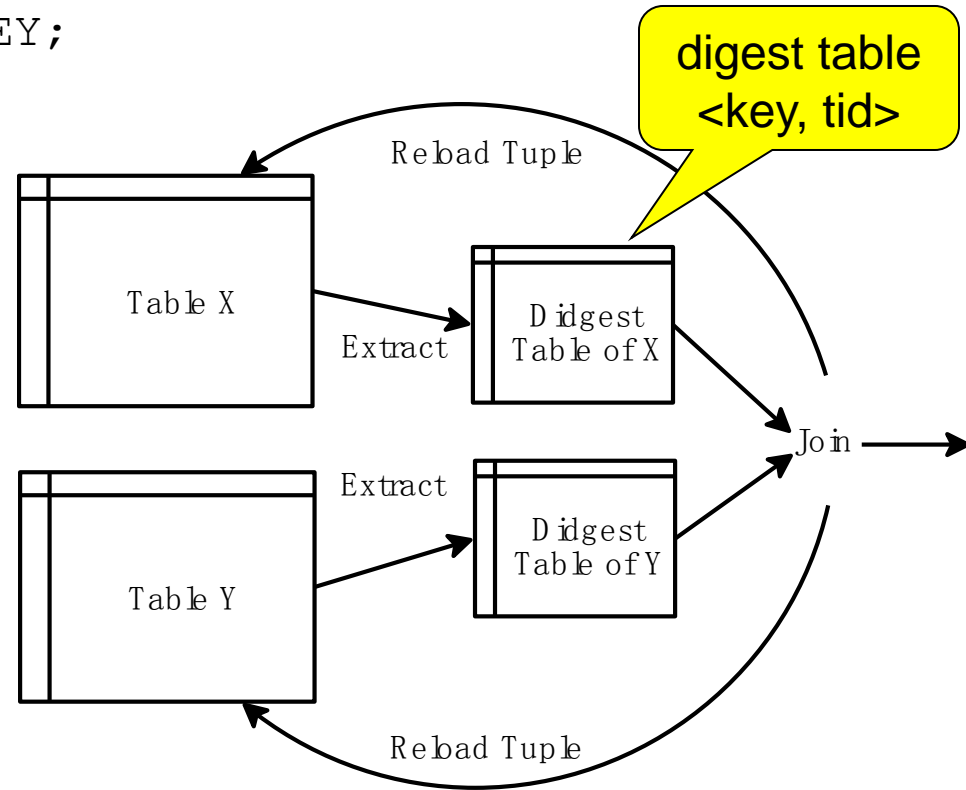 EY;
digest table
<key, tid>
Reload Tuple
Table X
Extract
Didgest
Table of X
Join
Extract
Didgest
Table of Y
Table Y
Reload Tuple